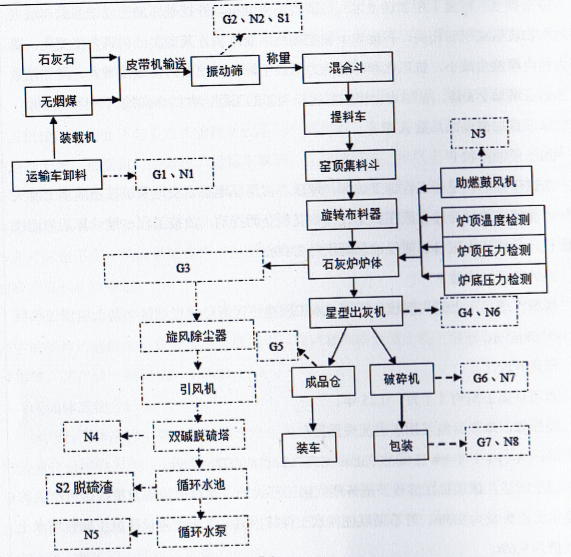 G2、N2、S1
石灰石
皮带机输送
振动筛
称量
混合斗
无烟煤
装载机
提料车
N3
运输车卸料
G1、N1
窑顶集料斗
助燃鼓风机
旋转布料器
炉顶温度检测
炉顶压力检测
G3
石灰炉炉体
炉底压力检测
星型出灰机
G4、N6
旋风除尘器
G5
成品仓
破碎机
G6、N7
引风机
N4
双碱脱硫塔
装车
包装
G7、N8
S2 脱硫渣
循环水池
N5
循环水泵